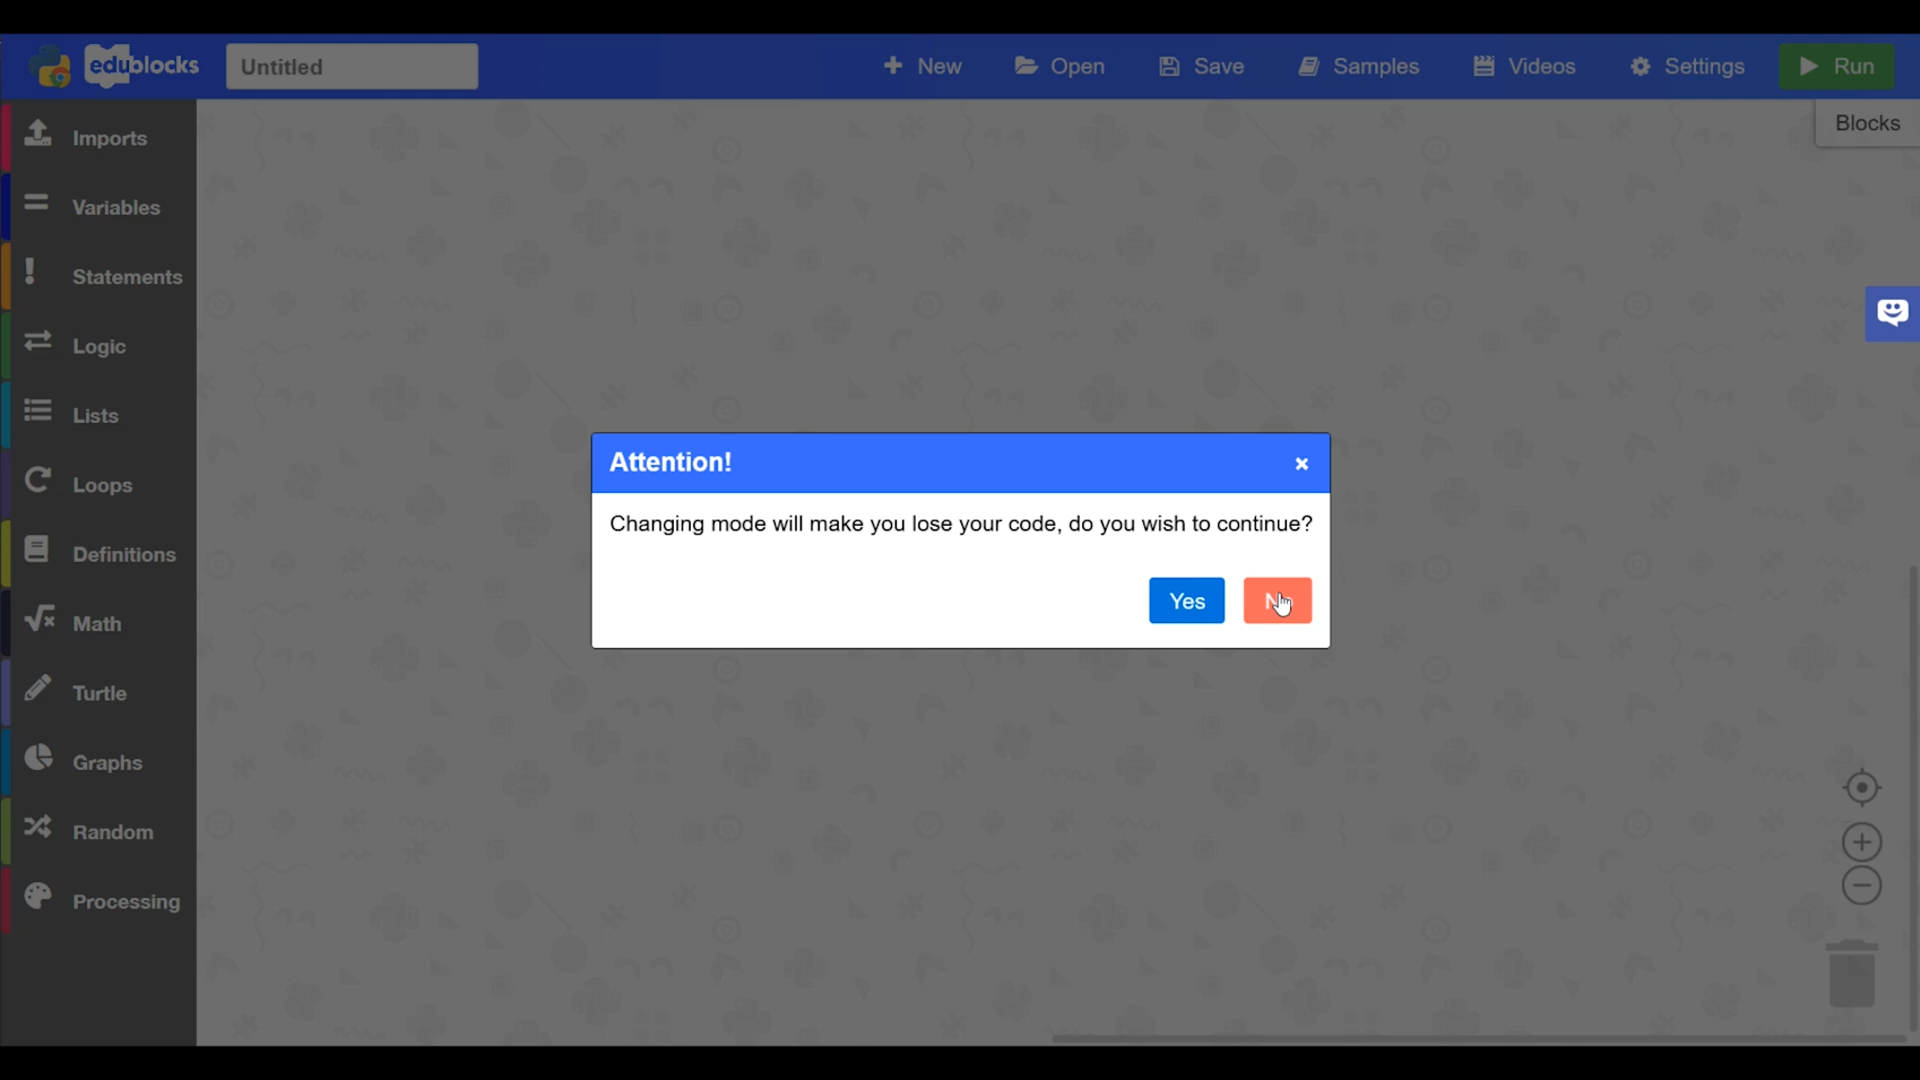 edublocks
Untitled
New
Open
Save
Samples
Videos
Settings
Run
Blocks
Imports
Variables
Statements
Logic
Lists
Loops
Definitions
Math
Turtle
Graphs
Random
Processing
Attention!
Changing mode will make you lose your code, do you wish to continue?
Yes